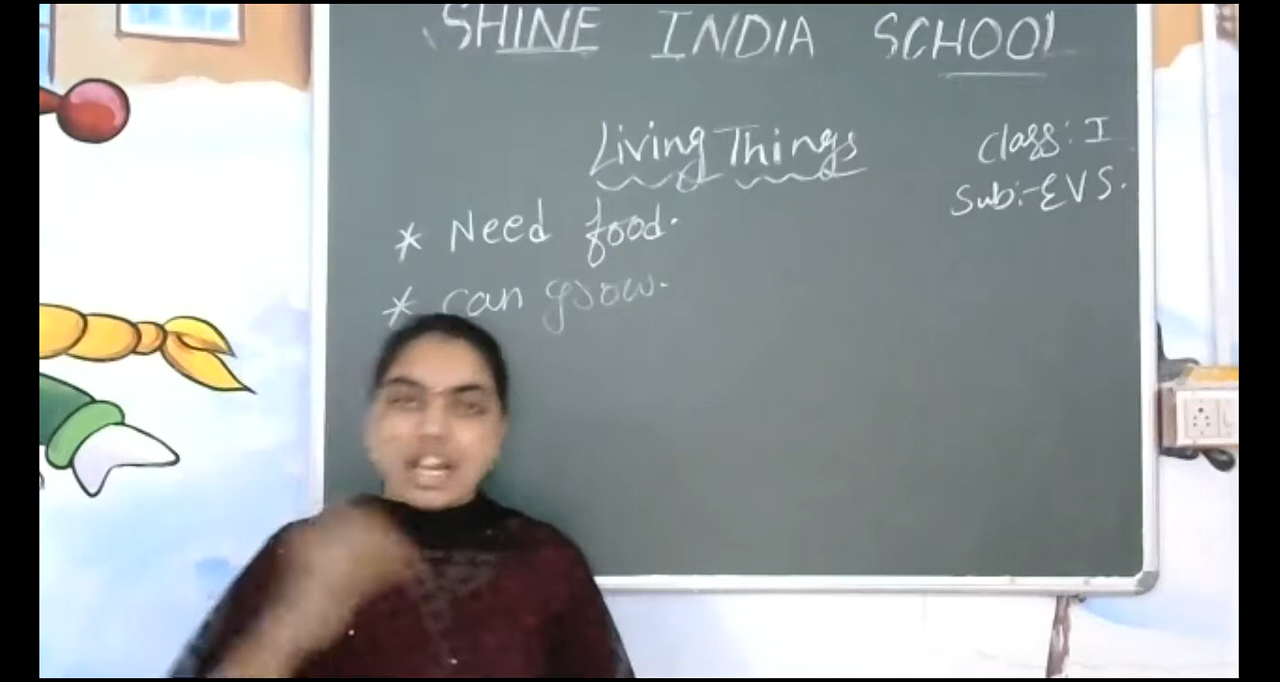 SHINE INDIA SCHOOL
Living Things
Class: I
Sub:-EVS.
* Need food.
* can grow.